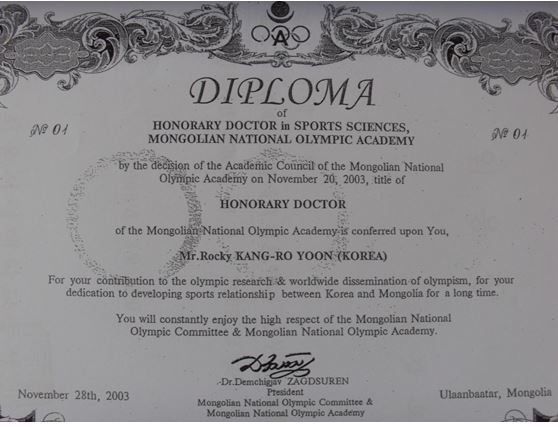 A
DIPLOMA
of
HONORARY DOCTOR in SPORTS SCIENCES,
MONGOLIAN NATIONAL OLYMPIC ACADEMY
№ 01
№ 01
by the decision of the Academic Council of the Mongolian National
Olympic Academy on November 20, 2003, title of
HONORARY DOCTOR
of the Mongolian National Olympic Academy is conferred upon You,
Mr.Rocky KANG-RO YOON (KOREA)
For your contribution to the olympic research & worldwide dissemination of olympism, for your
dedication to developing sports relationship between Korea and Mongolia for a long time.
You will constantly enjoy the high respect of the Mongolian National
Olympic Committee & Mongolian National Olympic Academy.
Dr.Demchigjav ZAGDSUREN
President
Mongolian National Olympic Committee &
Mongolian National Olympic Academy
November 28th, 2003
Ulaanbaatar, Mongolia